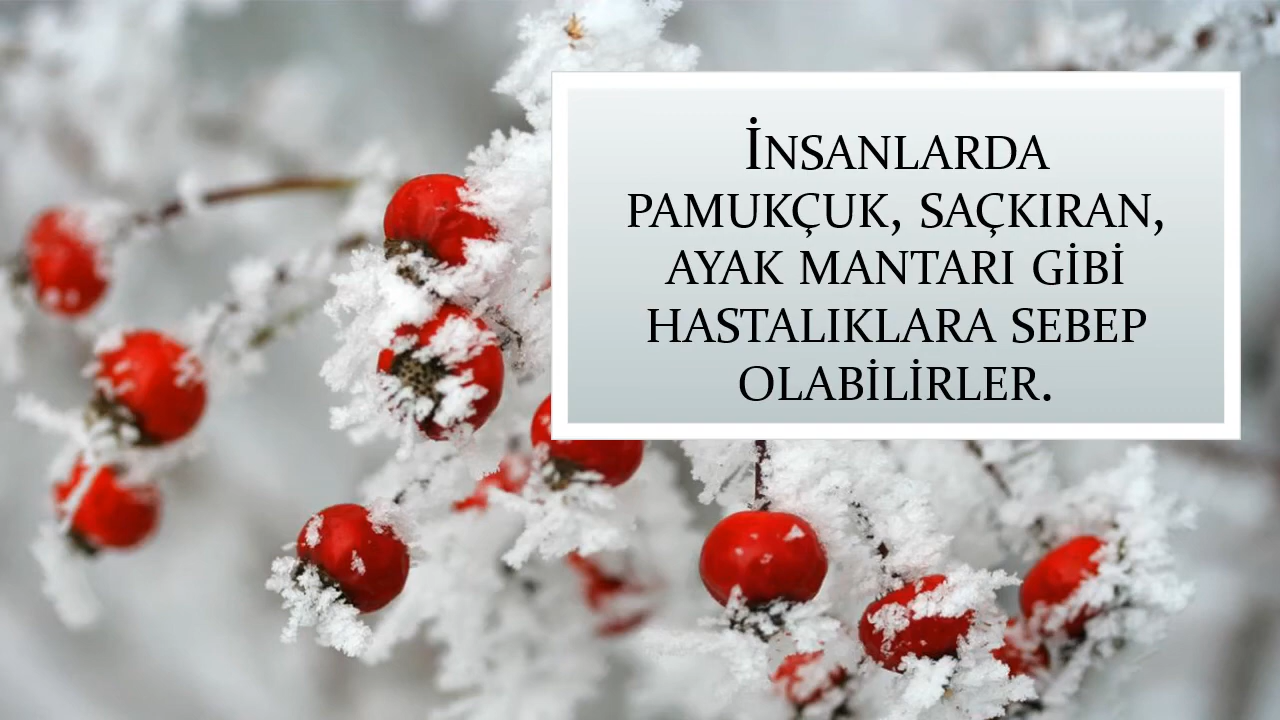 İNSANLARDA
PAMUKÇUK, SAÇKIRAN,
AYAK MANTARI GİBİ
HASTALIKLARA SEBEP
OLABİLİRLER.